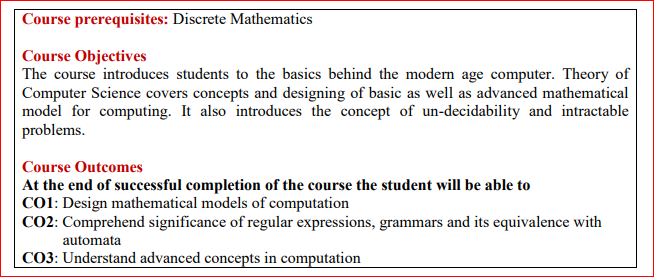 Course prerequisites: Discrete Mathematics
Course Objectives
The course introduces students to the basics behind the modern age computer. Theory of
Computer Science covers concepts and designing of basic as well as advanced mathematical
model for computing. It also introduces the concept of un-decidability and intractable
problems.
Course Outcomes
At the end of successful completion of the course the student will be able to
CO1: Design mathematical models of computation
CO2: Comprehend significance of regular expressions, grammars and its equivalence with
automata
CO3: Understand advanced concepts in computation